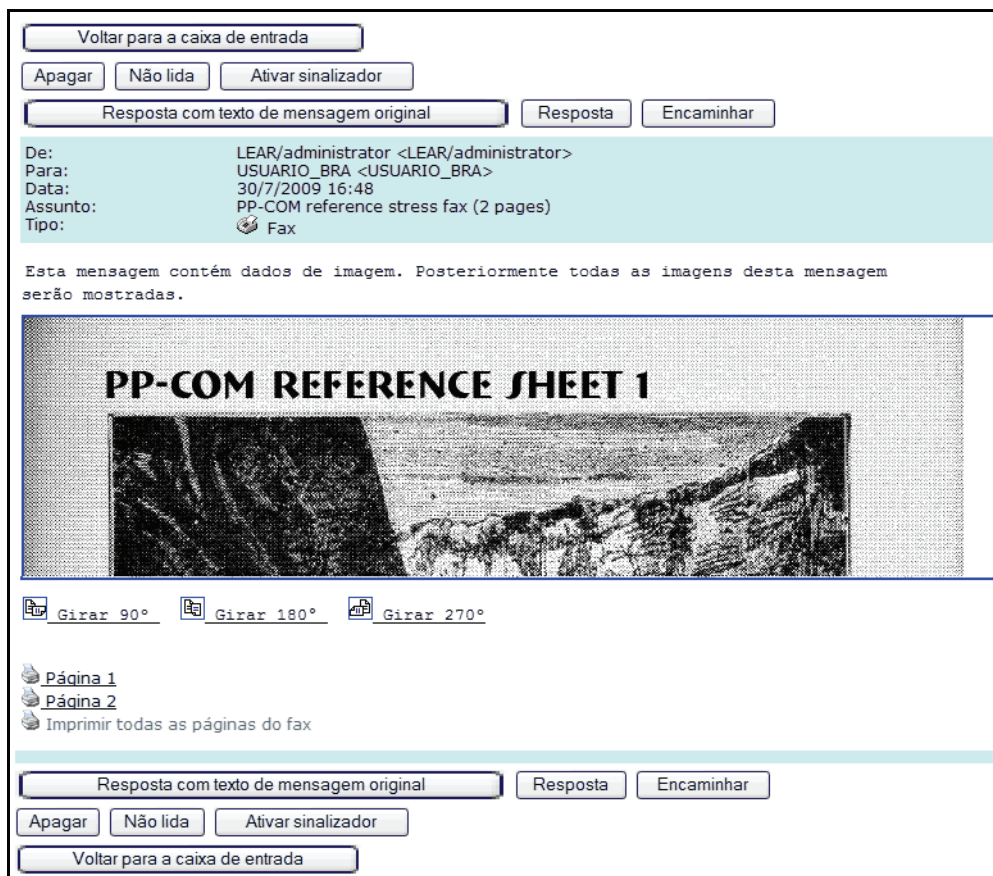 Voltar para a caixa de entrada
Apagar Não lida Ativar sinalizador
Resposta com texto de mensagem original Resposta Encaminhar
De: LEAR/administrator <LEAR/administrator>
Para: USUARIO_BRA <USUARIO_BRA>
Data: 30/7/2009 16:48
Assunto: PP-COM reference stress fax (2 pages)
Tipo: Fax
Esta mensagem contém dados de imagem. Posteriormente todas as imagens desta mensagem
serão mostradas.
PP-COM REFERENCE SHEET 1
Girar 90° Girar 180° Girar 270°
Página 1
Página 2
Imprimir todas as páginas do fax
Resposta com texto de mensagem original Resposta Encaminhar
Apagar Não lida Ativar sinalizador
Voltar para a caixa de entrada